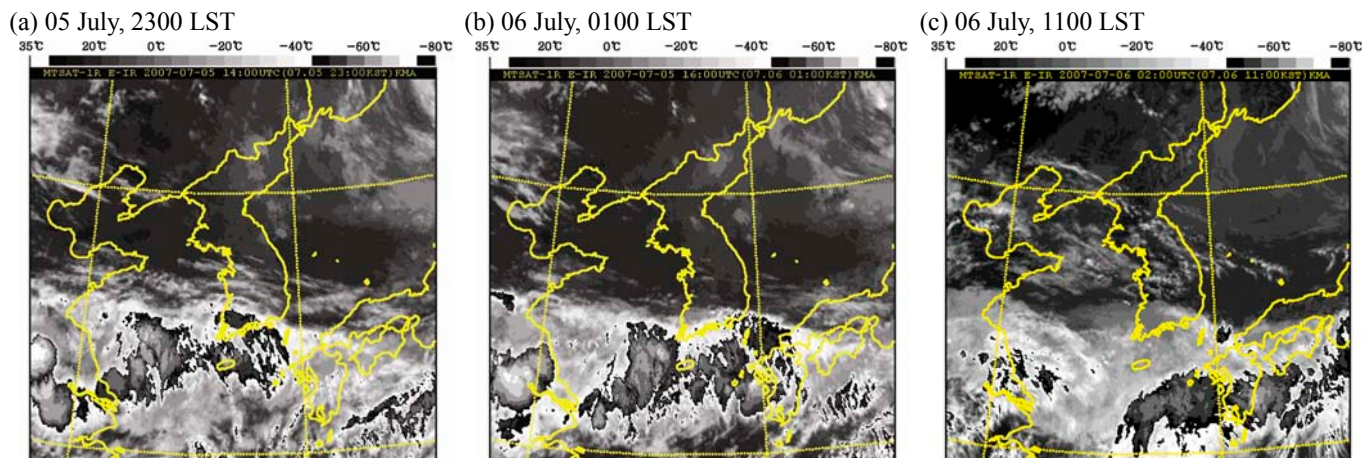 (a) 05 July, 2300 LST
35℃ 20℃ 0℃ -20℃ -40℃ -80℃
MTSAT-1R E-IR 2007-07-05 14:00UTC(07.05 23:00KST)KMA
(b) 06 July, 0100 LST
35℃ 20℃ 0℃ -20℃ -40℃ -80℃
MTSAT-1R E-IR 2007-07-05 16:00UTC(07.06 01:00KST)KMA
(c) 06 July, 1100 LST
35℃ 20℃ 0℃ -20℃ -40℃ -80℃
MTSAT-1R E-IR 2007-07-06 02:00UTC(07.06 11:00KST)KMA